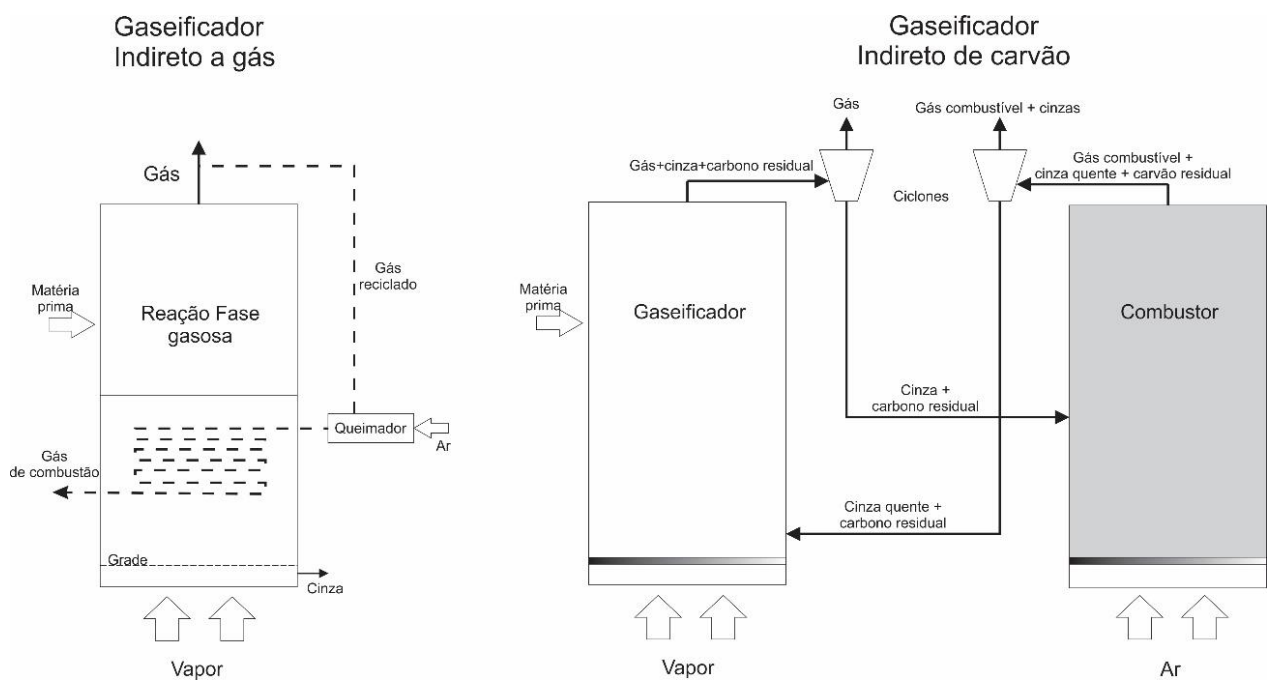 Gaseificador
Indireto a gás
Gás
Gás
reciclado
Matéria
prima
Reação Fase
gasosa
Queimador
Ar
Gás
de combustão
Grade
Cinza
Vapor
Gaseificador
Indireto de carvão
Gás
Gás combustível + cinzas
Gás+cinza+carbono residual
Gás combustível +
cinza quente + carvão residual
Ciclones
Matéria
prima
Gaseificador
Combustor
Cinza +
carbono residual
Cinza quente +
carbono residual
Vapor
Ar